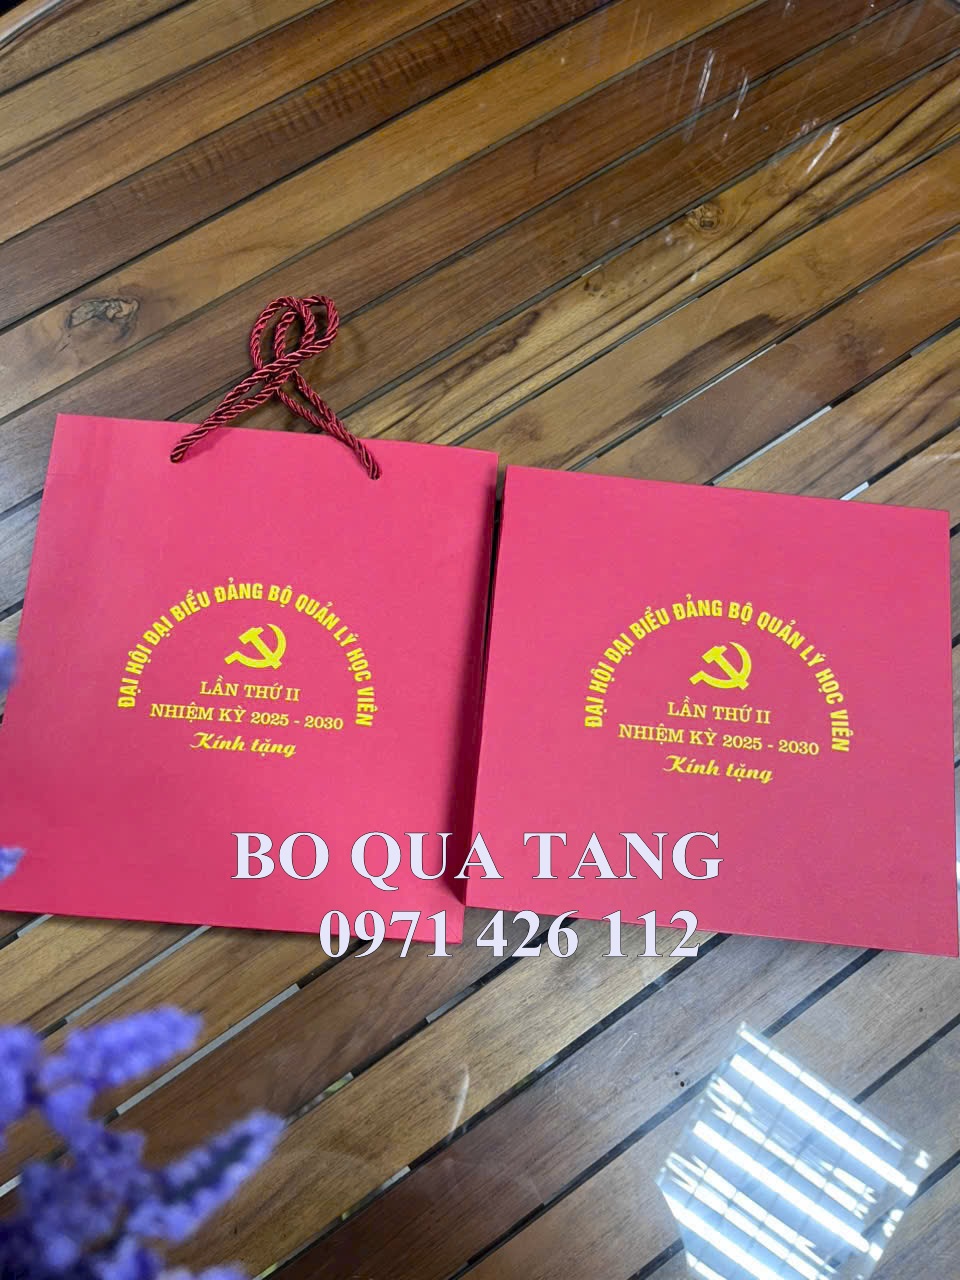 ĐẠI HỘI ĐẠI BIỂU ĐẢNG BỘ QUẢN LÝ HỌC VIÊN
LẦN THỨ II
NHIỆM KỲ 2025 - 2030
Kính tặng
ĐẠI HỘI ĐẠI BIỂU ĐẢNG BỘ QUẢN LÝ HỌC VIÊN
LẦN THỨ II
NHIỆM KỲ 2025 - 2030
Kính tặng
BO QUA TANG
0971 426 112